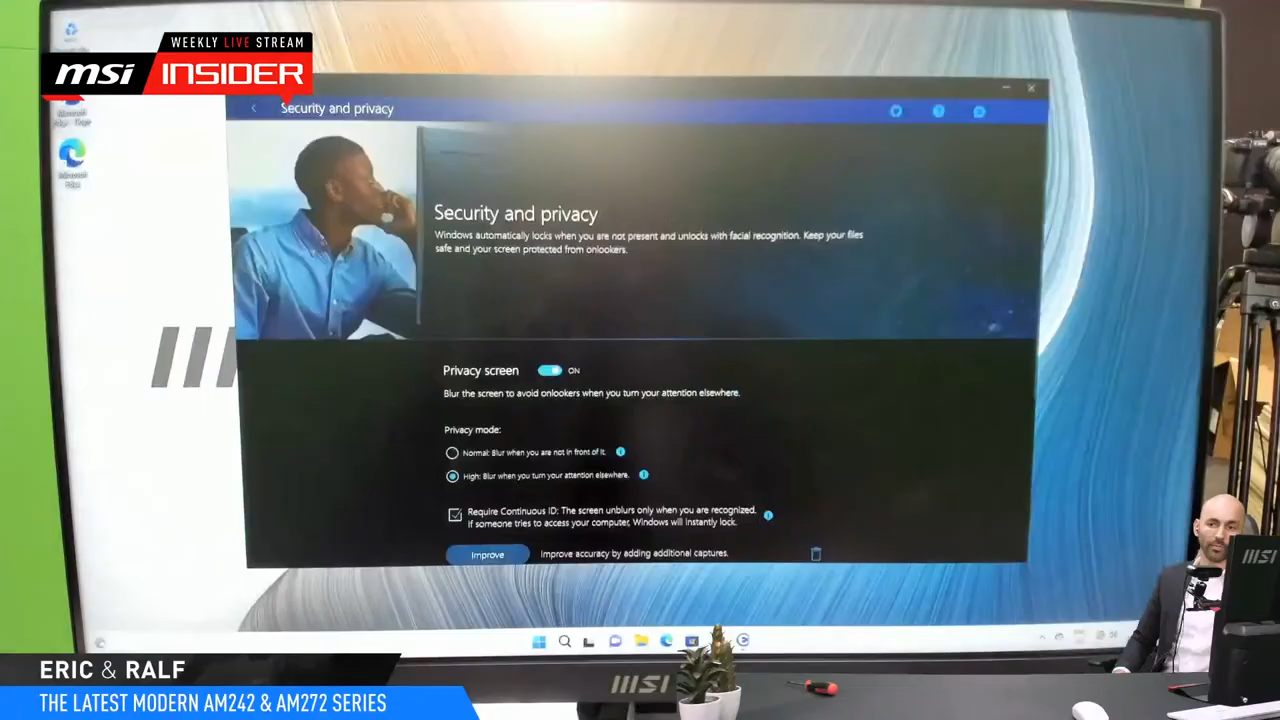 WEEKLY LIVE STREAM
msi INSIDER
Microsoft
Microsoft
Edge
Security and privacy
Security and privacy
Windows automatically locks when you are not present and unlocks with facial recognition. Keep your files
safe and your screen protected from onlookers.
Privacy screen ON
Blur the screen to avoid onlookers when you turn your attention elsewhere.
Privacy mode:
Normal: Blur when you are not in front of it.
High: Blur when you turn your attention elsewhere.
Require Continuous ID: The screen unblurs only when you are recognized.
If someone tries to access your computer, Windows will instantly lock.
Improve Improve accuracy by adding additional captures.
msi
msi
ERIC & RALF
THE LATEST MODERN AM242 & AM272 SERIES